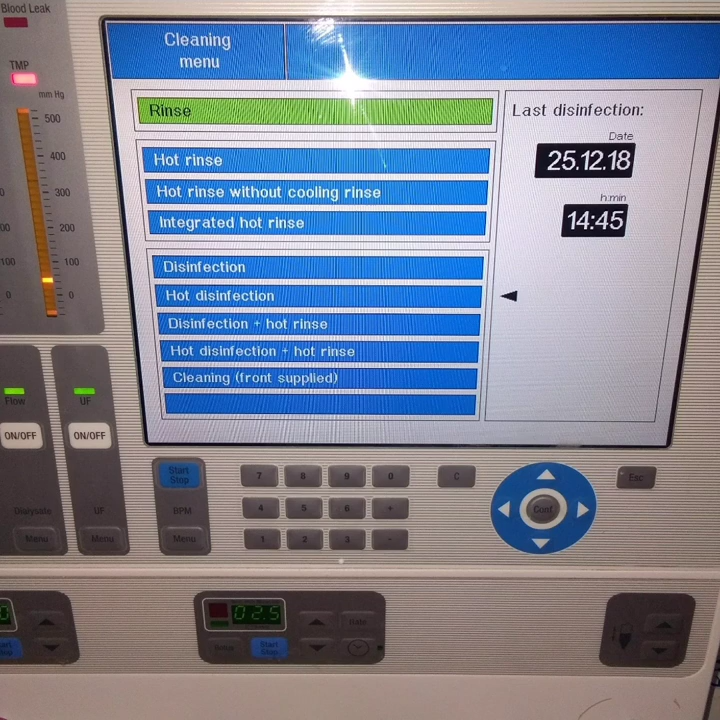 Blood Leak
TMP
mm Hg
500
400
300
200
100
0
Cleaning
menu
Rinse
Hot rinse
Hot rinse without cooling rinse
Integrated hot rinse
Disinfection
Hot disinfection
Disinfection + hot rinse
Hot disinfection + hot rinse
Cleaning (front supplied)
Last disinfection:
Date
25.12.18
h:min
14:45
Flow
ON/OFF
UF
ON/OFF
Dialysate
Menu
UF
Menu
Start
Stop
BPM
Menu
7 8 9 0
4 5 6 +
1 2 3 -
C
Conf.
Esc
02.5
Start
Stop
Rate